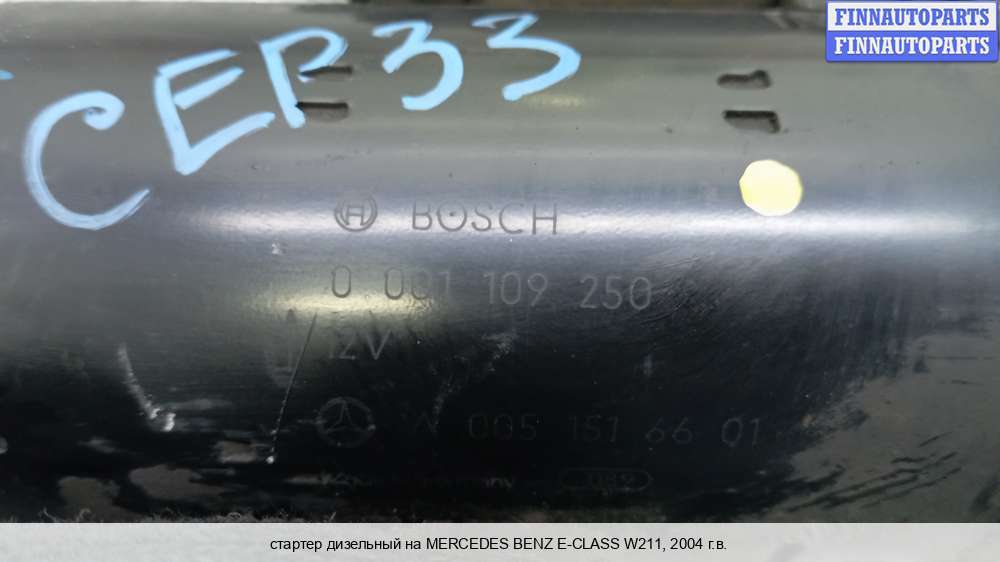 FINNAUTOPARTS
FINNAUTOPARTS
CEP33
BOSCH
0 001 109 250
12V
A 005 151 66 01
Germany
стартер дизельный на MERCEDES BENZ E-CLASS W211, 2004 г.в.